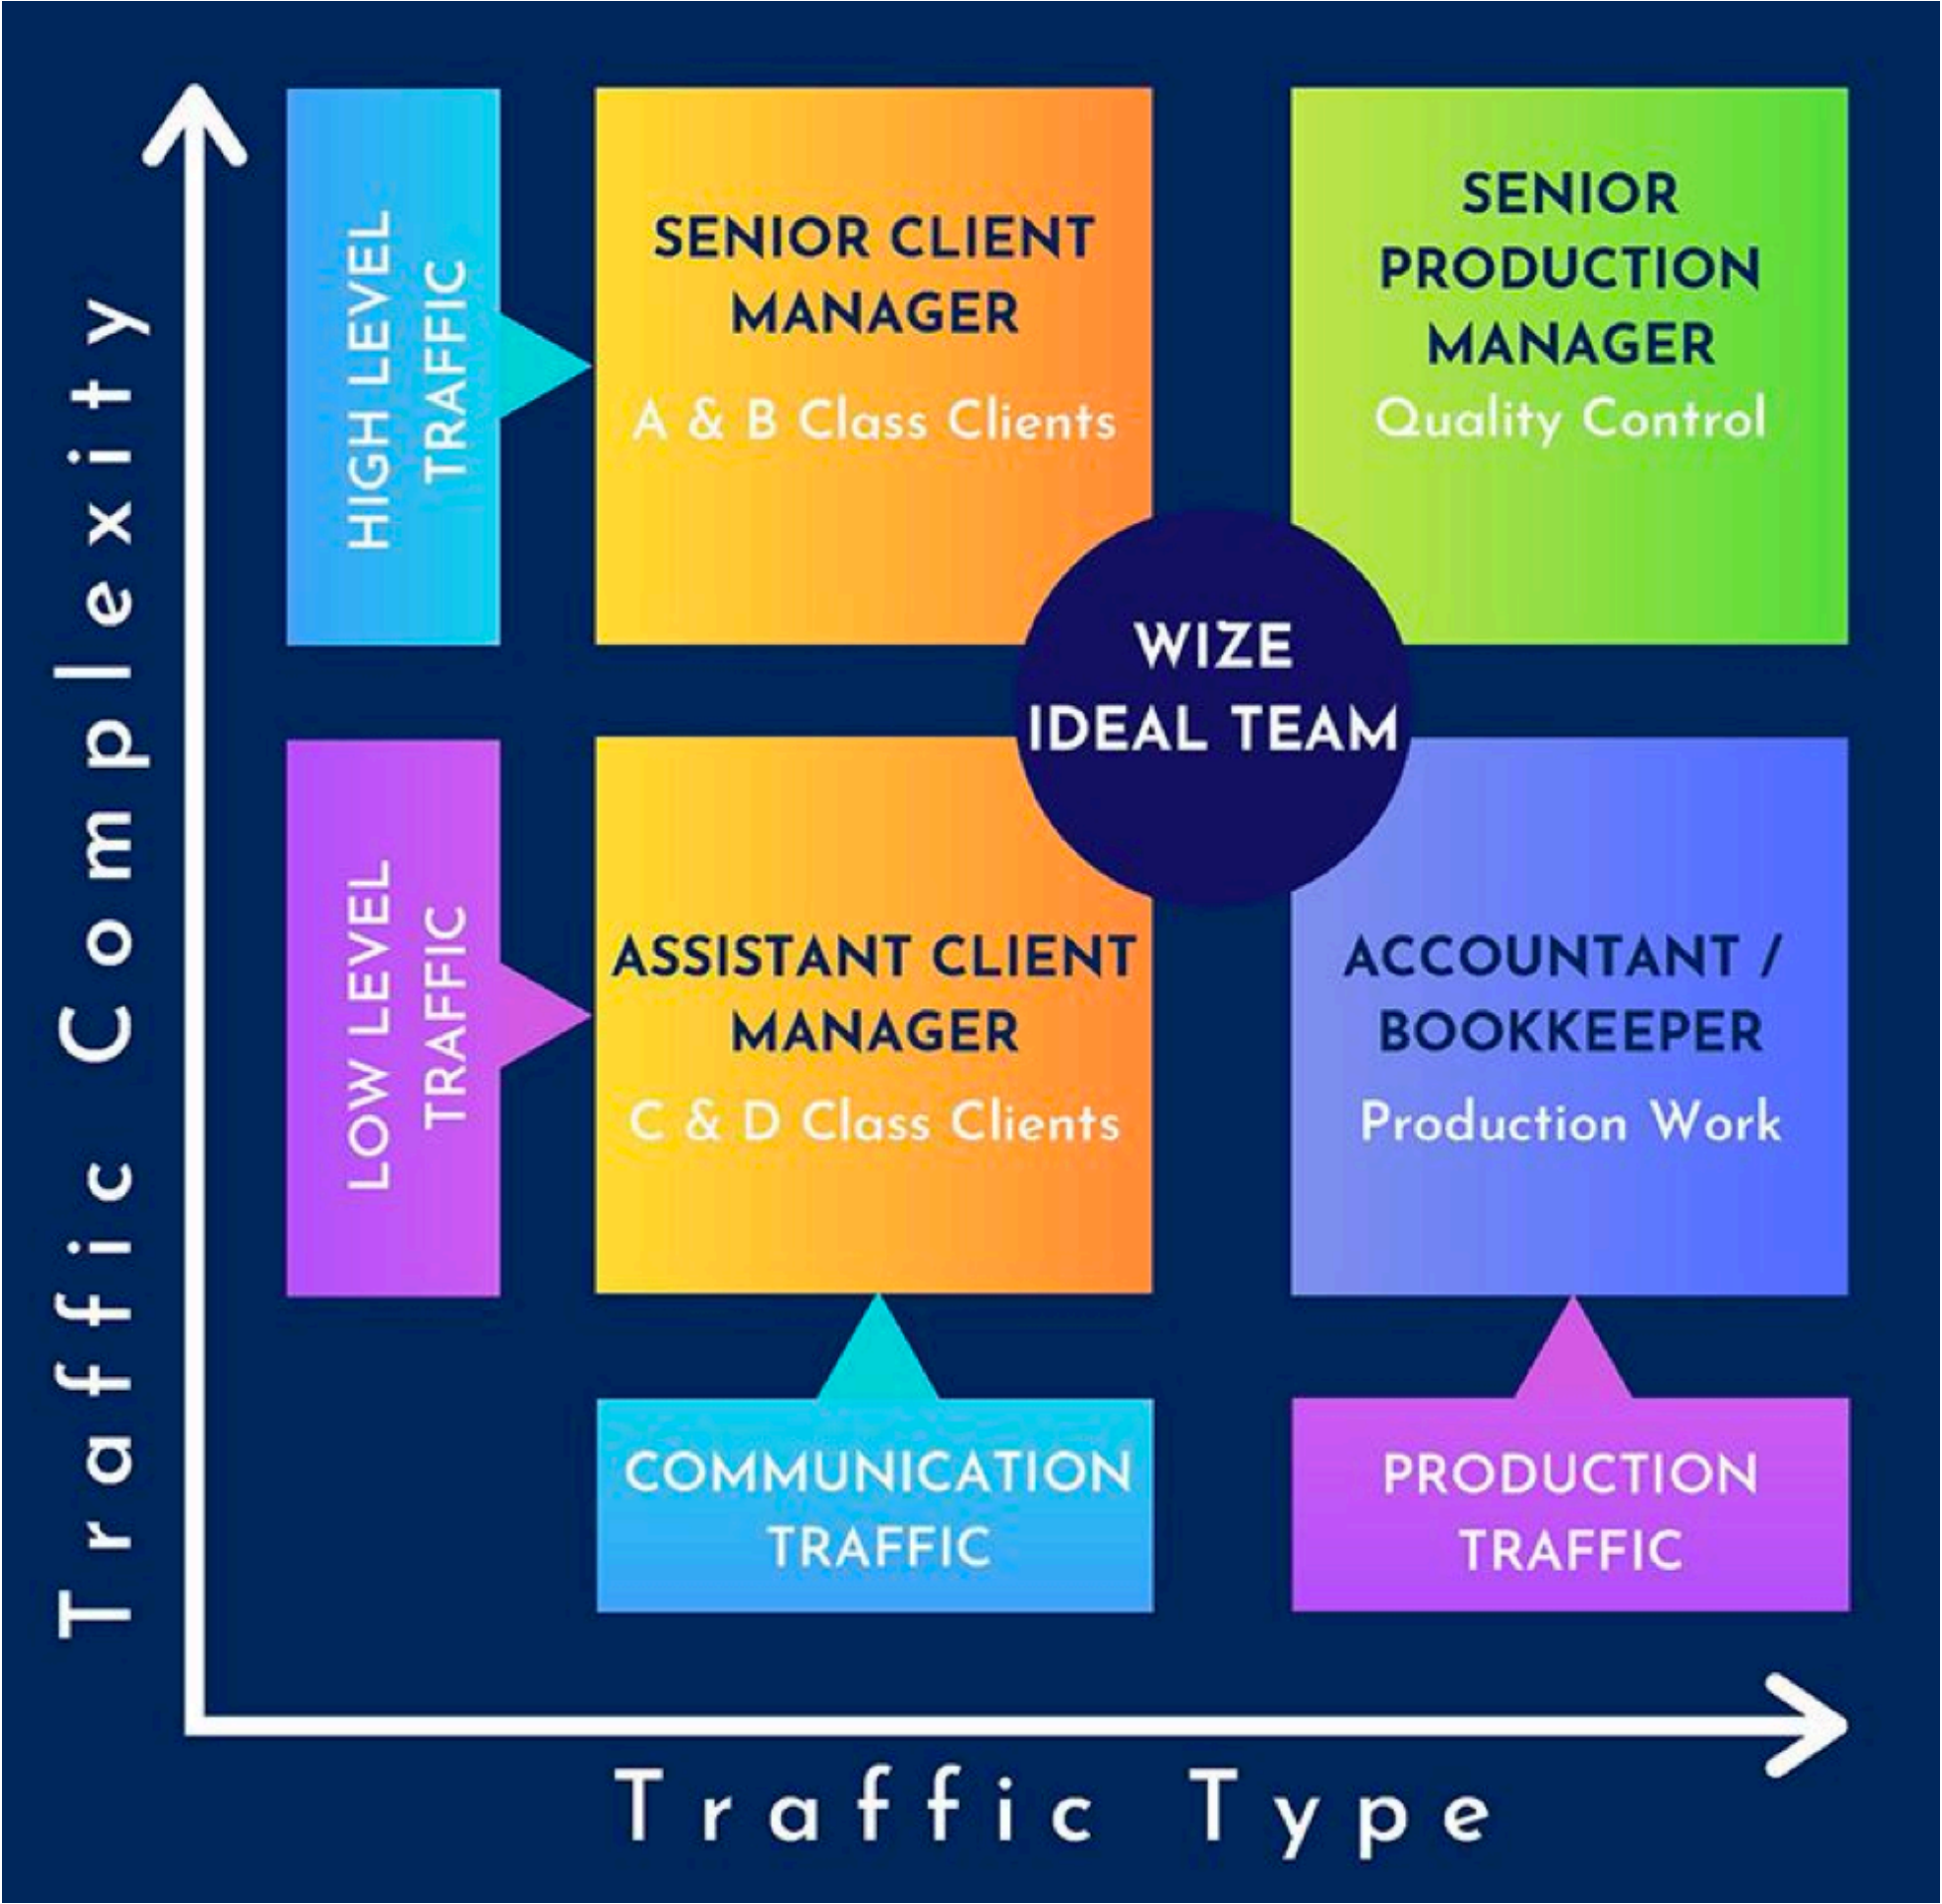 Traffic Complexity
HIGH LEVEL
TRAFFIC
SENIOR CLIENT
MANAGER
A & B Class Clients
SENIOR
PRODUCTION
MANAGER
Quality Control
WIZE
IDEAL TEAM
LOW LEVEL
TRAFFIC
ASSISTANT CLIENT
MANAGER
C & D Class Clients
ACCOUNTANT /
BOOKKEEPER
Production Work
COMMUNICATION
TRAFFIC
PRODUCTION
TRAFFIC
Traffic Type